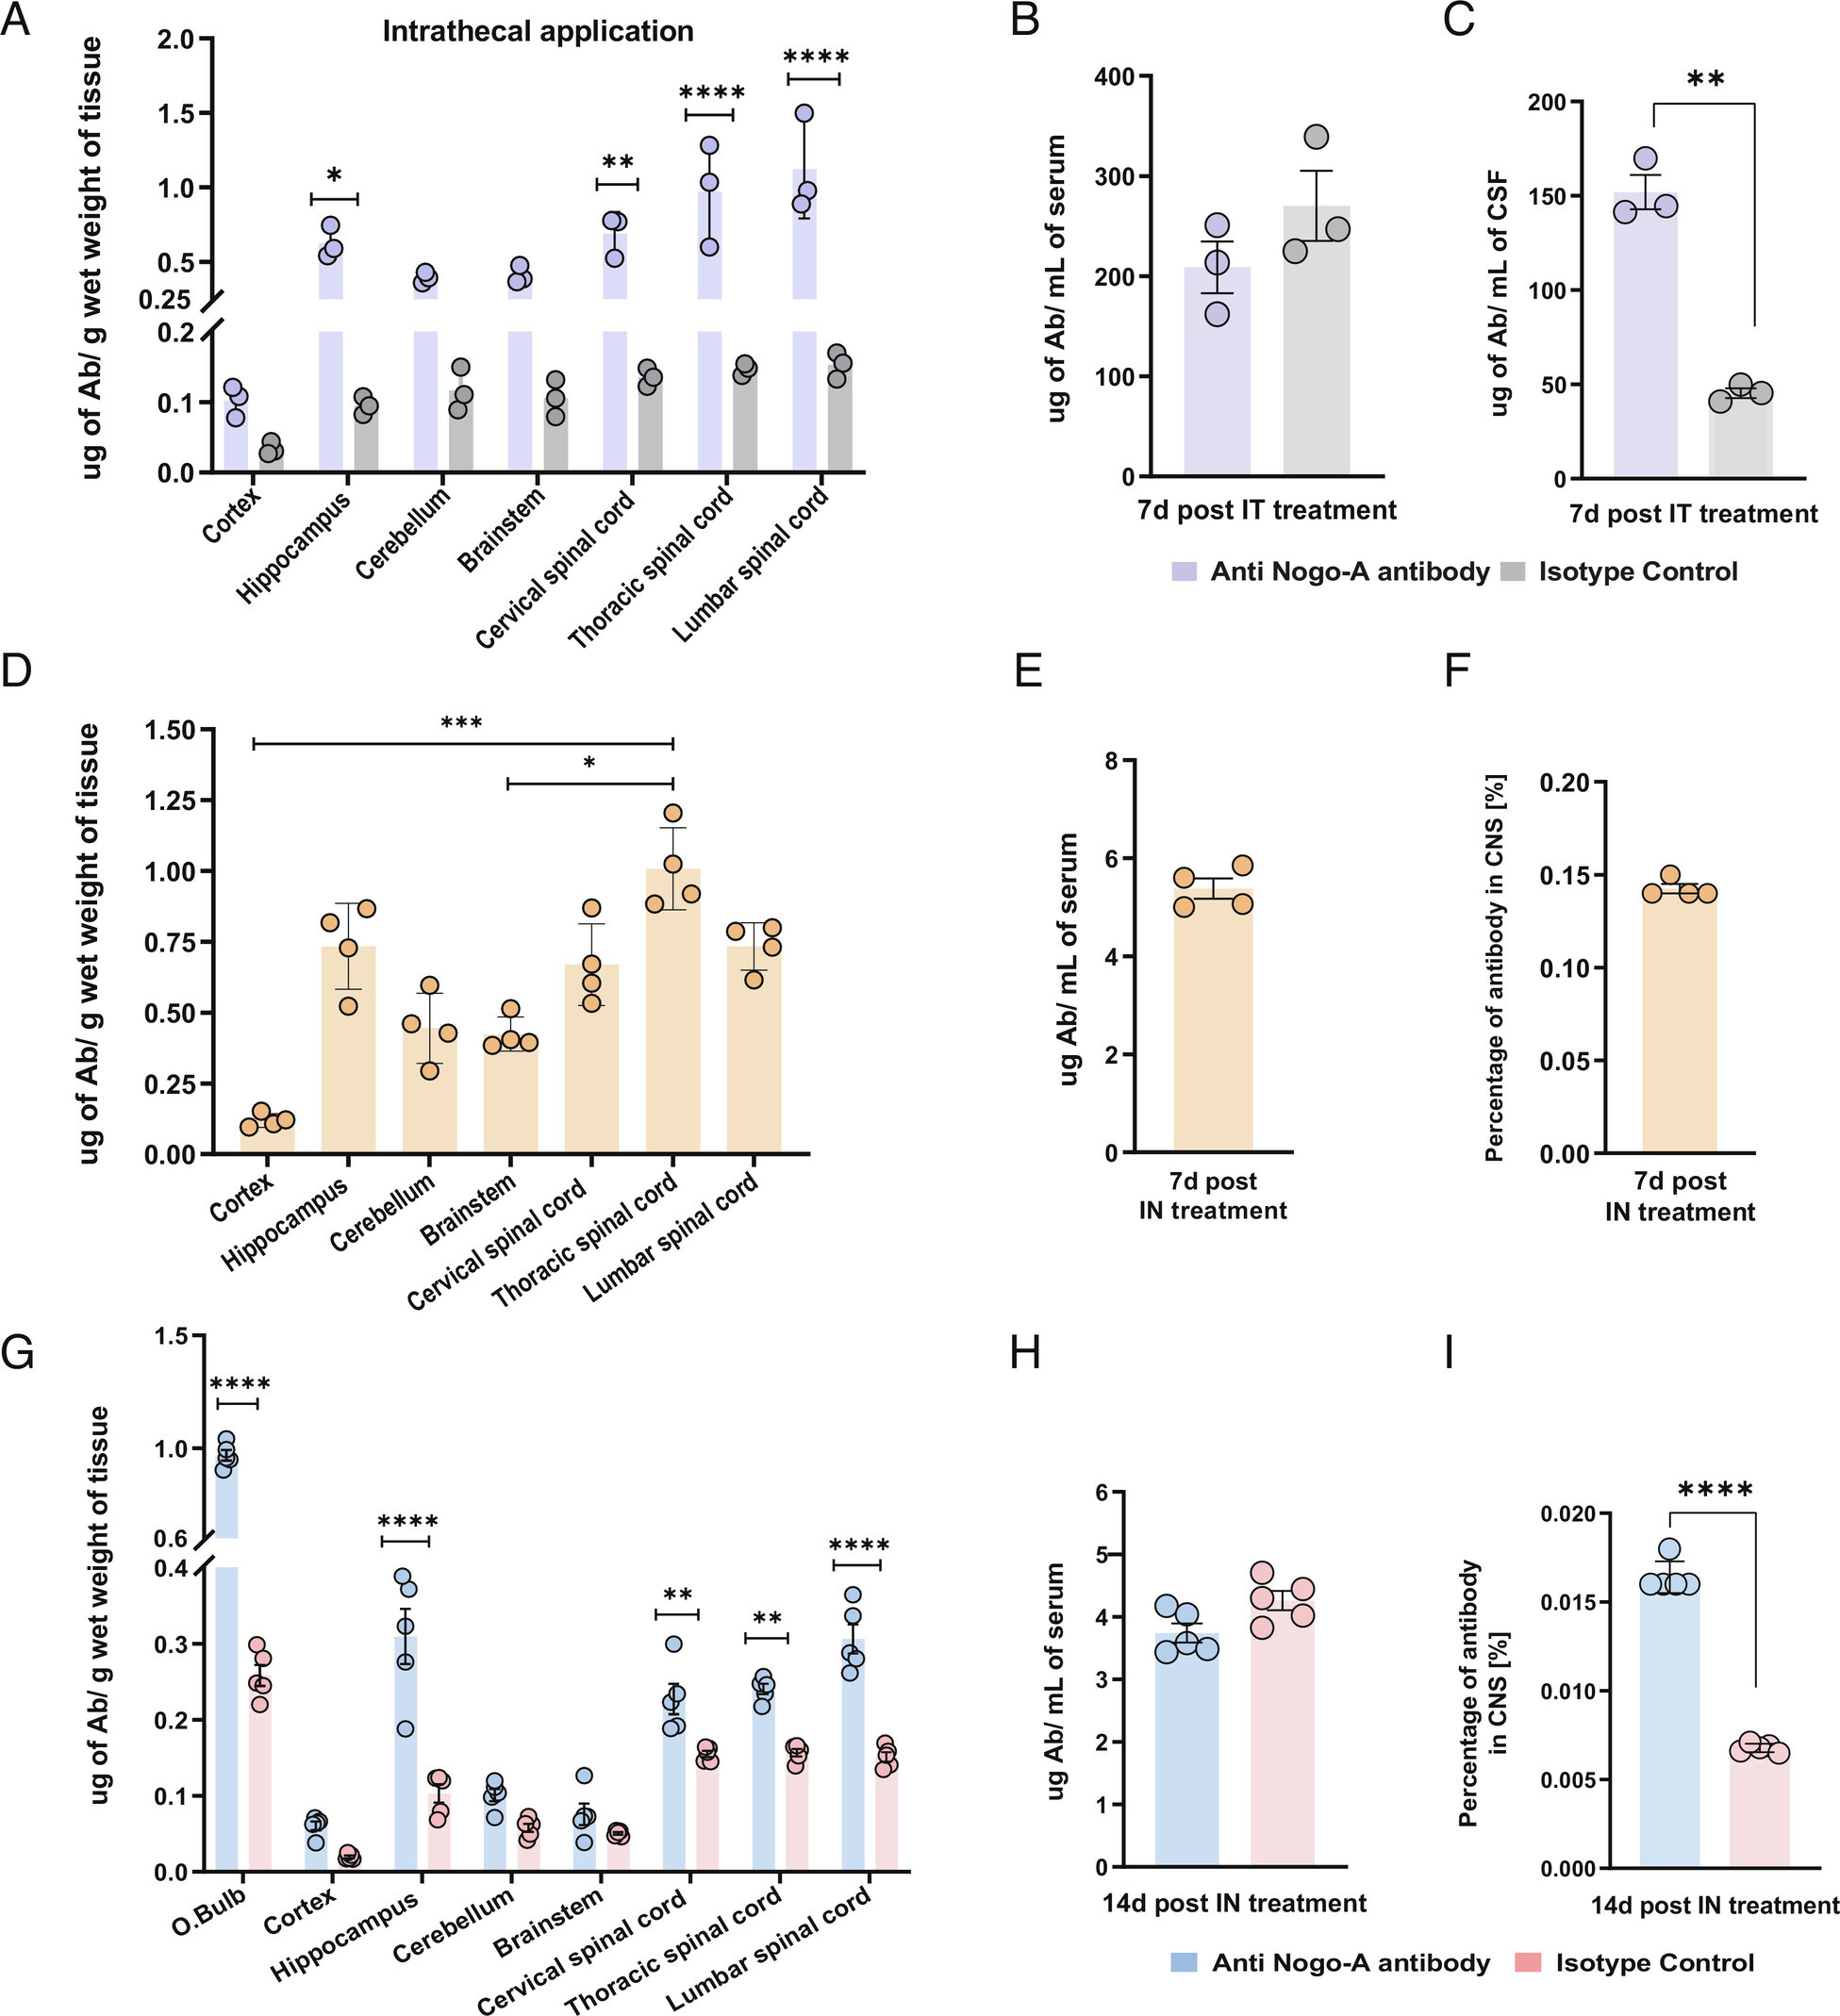 A
Intrathecal application
ug of Ab/ g wet weight of tissue
2.0
1.5
1.0
0.5
0.25
0.2
0.1
0.0
*
**
****
****
Cortex
Hippocampus
Cerebellum
Brainstem
Cervical spinal cord
Thoracic spinal cord
Lumbar spinal cord
B
ug of Ab/ mL of serum
400
300
200
100
0
7d post IT treatment
C
ug of Ab/ mL of CSF
200
150
100
50
0
**
7d post IT treatment
Anti Nogo-A antibody
Isotype Control
D
ug of Ab/ g wet weight of tissue
1.50
1.25
1.00
0.75
0.50
0.25
0.00
***
*
Cortex
Hippocampus
Cerebellum
Brainstem
Cervical spinal cord
Thoracic spinal cord
Lumbar spinal cord
E
ug Ab/ mL of serum
8
6
4
2
0
7d post
IN treatment
F
Percentage of antibody in CNS [%]
0.20
0.15
0.10
0.05
0.00
7d post
IN treatment
G
ug of Ab/ g wet weight of tissue
1.5
1.0
0.6
0.4
0.3
0.2
0.1
0.0
****
****
**
**
****
O.Bulb
Cortex
Hippocampus
Cerebellum
Brainstem
Cervical spinal cord
Thoracic spinal cord
Lumbar spinal cord
H
ug Ab/ mL of serum
6
5
4
3
2
1
0
14d post IN treatment
I
Percentage of antibody
in CNS [%]
0.020
0.015
0.010
0.005
0.000
****
14d post IN treatment
Anti Nogo-A antibody
Isotype Control